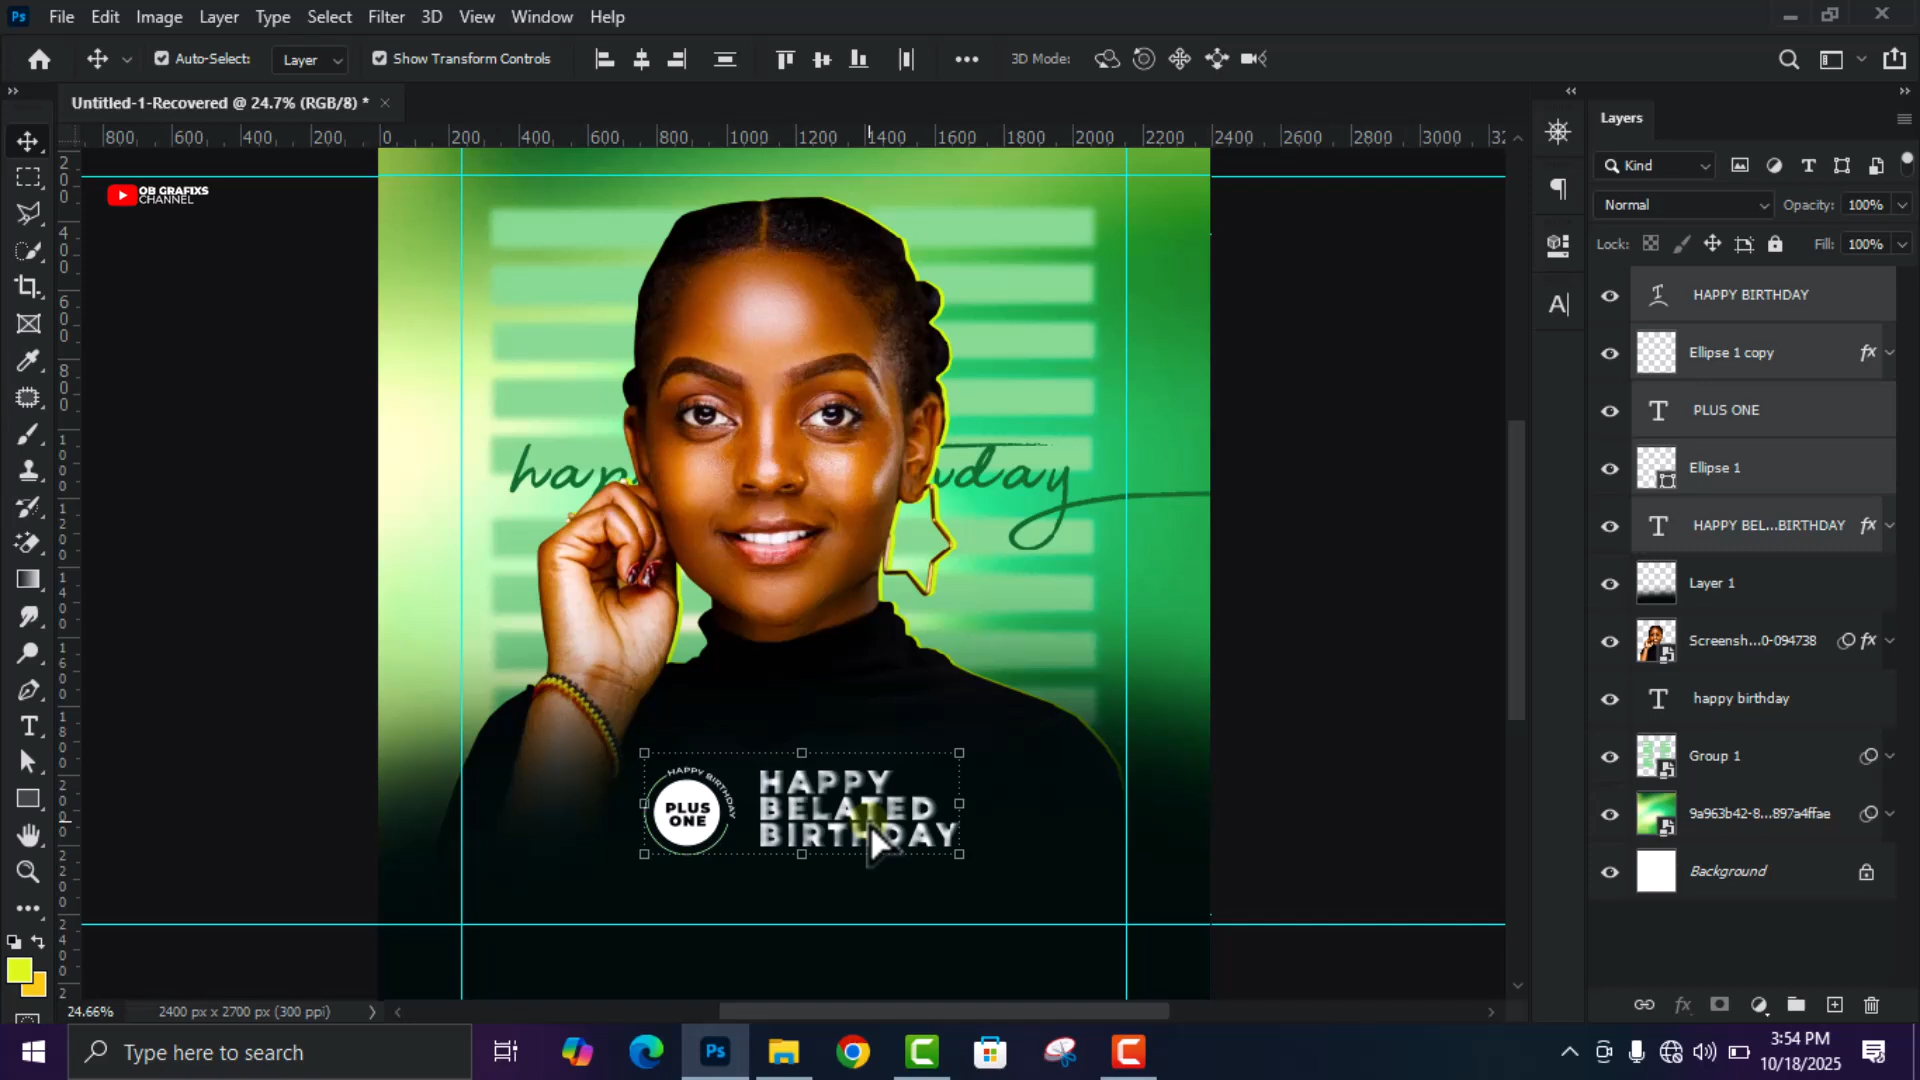 Ps File Edit Image Layer Type Select Filter 3D View Window Help
Auto-Select: Layer Show Transform Controls 3D Mode:
Untitled-1-Recovered @ 24.7% (RGB/8) *
800 600 400 200 0 200 400 600 800 1000 1200 1400 1600 1800 2000 2200 2400 2600 2800 3000
OB GRAFIXS
CHANNEL
HAPPY BIRTHDAY
PLUS
ONE
HAPPY
BELATED
BIRTHDAY
Layers
Kind
Normal Opacity: 100%
Lock: Fill: 100%
HAPPY BIRTHDAY
Ellipse 1 copy fx
PLUS ONE
Ellipse 1
HAPPY BEL...BIRTHDAY fx
Layer 1
Screensh...0-094738 fx
happy birthday
Group 1
9a963b42-8...897a4ffae
Background
24.66% 2400 px x 2700 px (300 ppi)
Type here to search
3:54 PM
10/18/2025